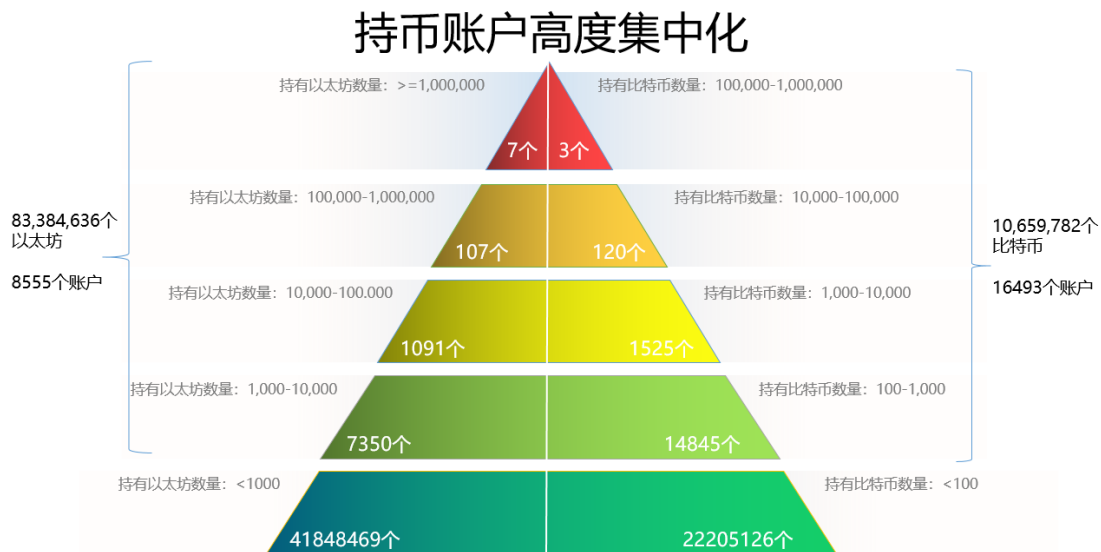 持币账户高度集中化
持有以太坊数量：>=1,000,000
持有比特币数量：100,000-1,000,000
7个
3个
持有以太坊数量：100,000-1,000,000
持有比特币数量：10,000-100,000
83,384,636个
以太坊
8555个账户
107个
120个
10,659,782个
比特币
16493个账户
持有以太坊数量：10,000-100.000
持有比特币数量：1,000-10,000
1091个
1525个
持有以太坊数量：1,000-10,000
持有比特币数量：100-1,000
7350个
14845个
持有以太坊数量：<1000
持有比特币数量：<100
41848469个
22205126个